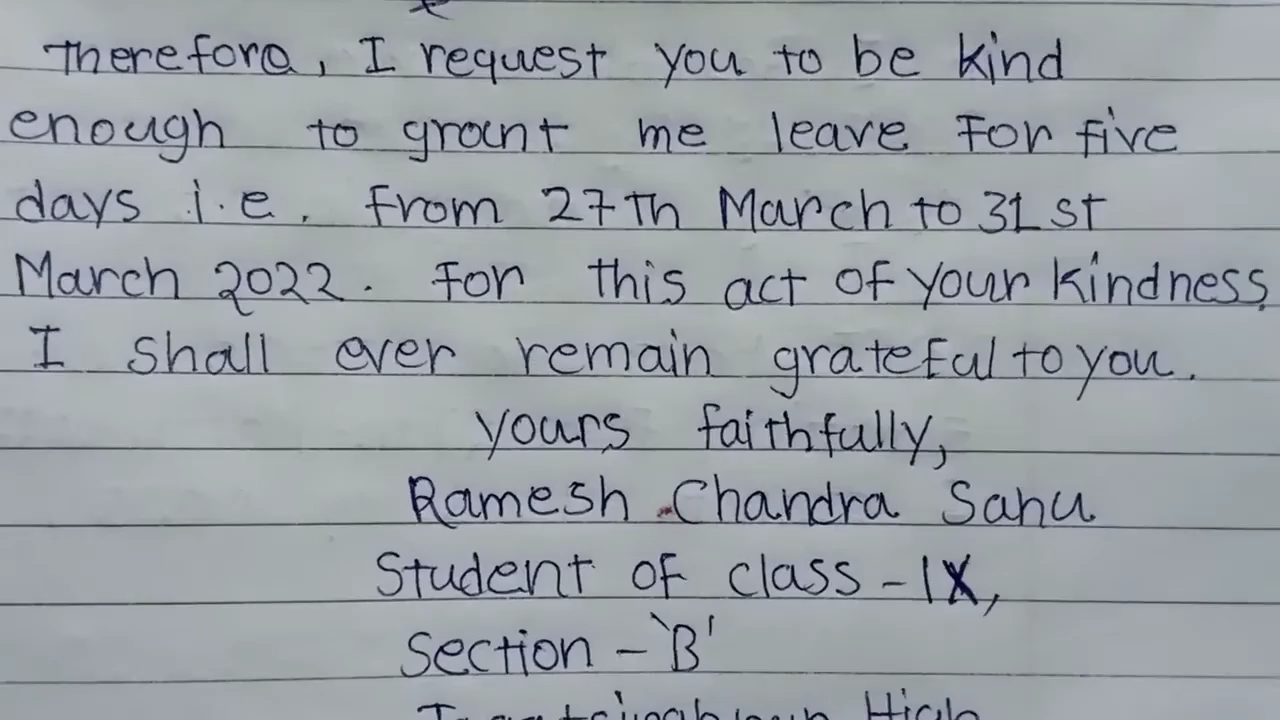 Therefore, I request you to be kind
enough to grant me leave for five
days i.e. from 27th March to 31st
March 2022. For this act of your kindness,
I shall ever remain grateful to you.
yours faithfully,
Ramesh Chandra Sahu
Student of class - IX,
Section - 'B'
High